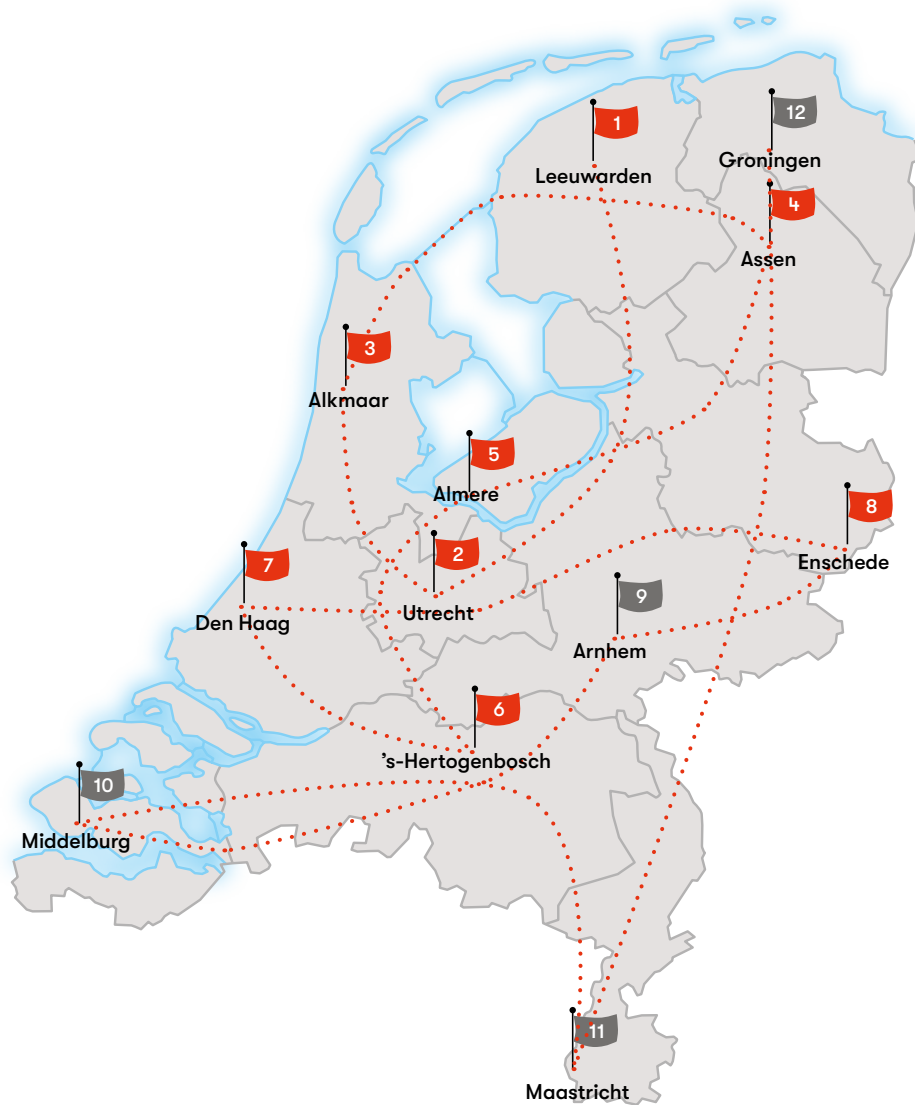 1
Leeuwarden
12
Groningen
4
Assen
3
Alkmaar
5
Almere
8
Enschede
2
Utrecht
7
Den Haag
9
Arnhem
6
's-Hertogenbosch
10
Middelburg
11
Maastricht